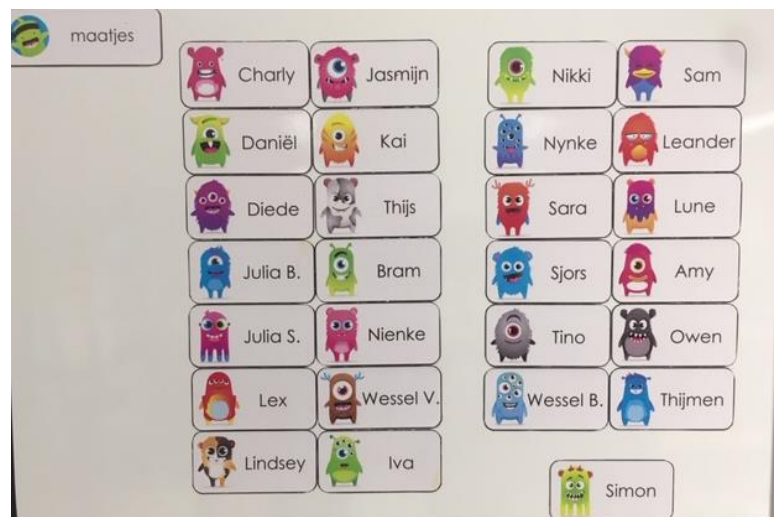 maatjes
Charly Jasmijn
Daniël Kai
Diede Thijs
Julia B. Bram
Julia S. Nienke
Lex Wessel V.
Lindsey Iva
Nikki Sam
Nynke Leander
Sara Lune
Sjors Amy
Tino Owen
Wessel B. Thijmen
Simon